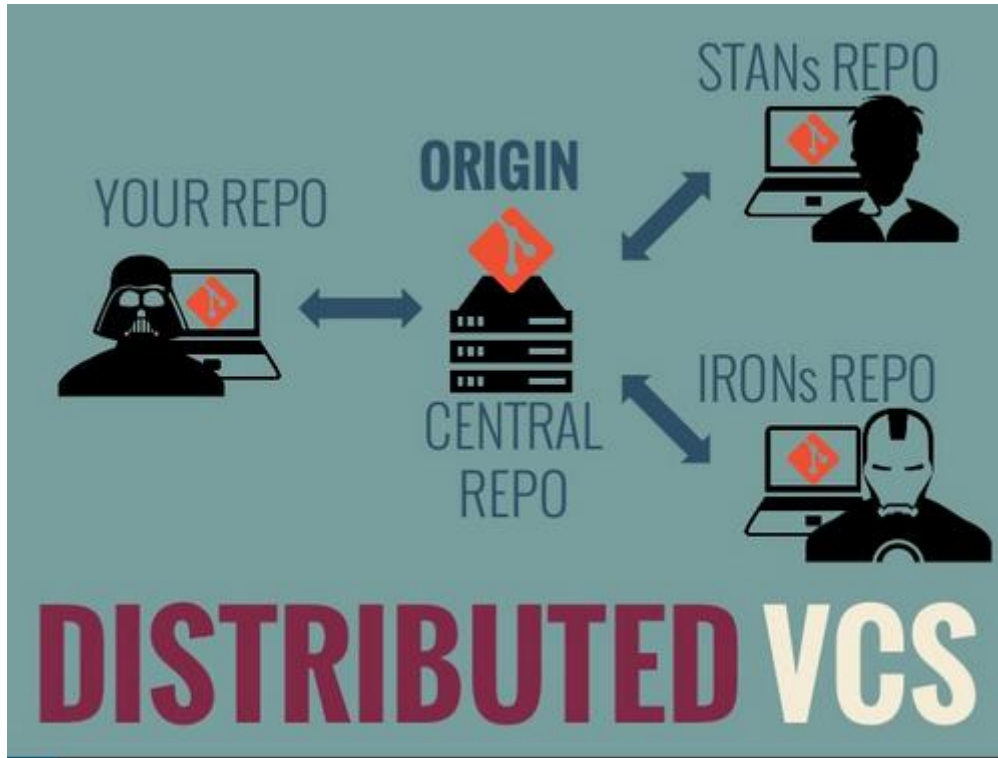 STANs REPO
ORIGIN
YOUR REPO
IRONs REPO
CENTRAL
REPO
DISTRIBUTED VCS